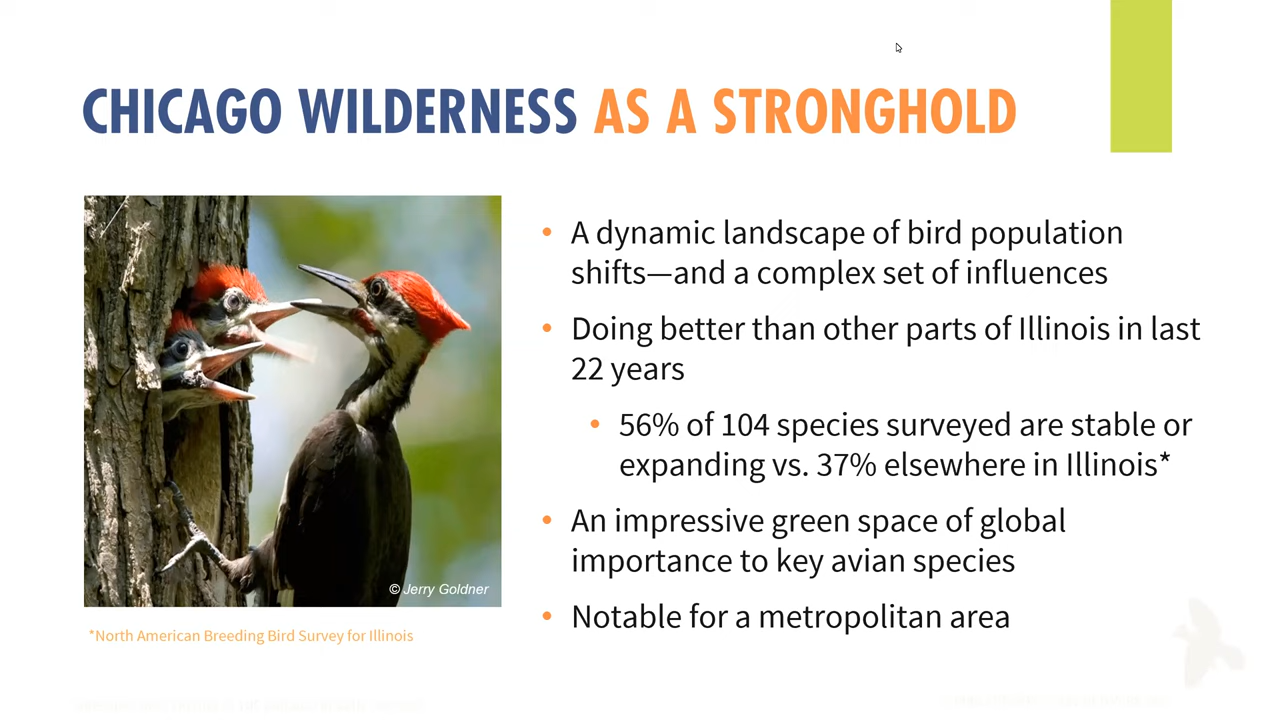 CHICAGO WILDERNESS AS A STRONGHOLD
• A dynamic landscape of bird population
shifts—and a complex set of influences
• Doing better than other parts of Illinois in last
22 years
• 56% of 104 species surveyed are stable or
expanding vs. 37% elsewhere in Illinois*
• An impressive green space of global
importance to key avian species
• Notable for a metropolitan area
© Jerry Goldner
*North American Breeding Bird Survey for Illinois